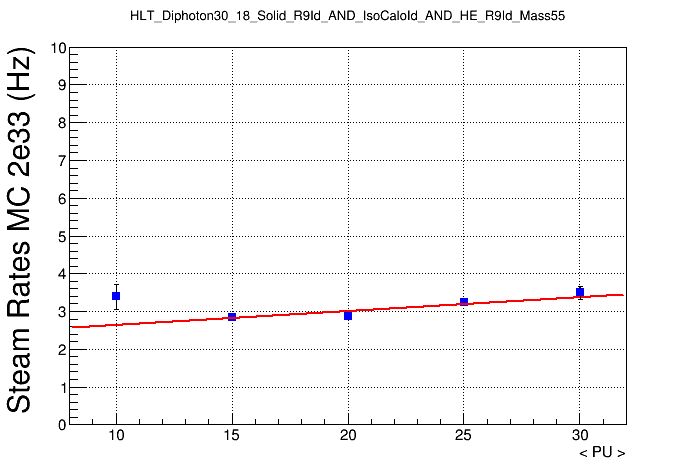 HLT_Diphoton30_18_Solid_R9Id_AND_IsoCaloId_AND_HE_R9Id_Mass55
Steam Rates MC 2e33 (Hz)
10
9
8
7
6
5
4
3
2
1
0
10 15 20 25 30
< PU >